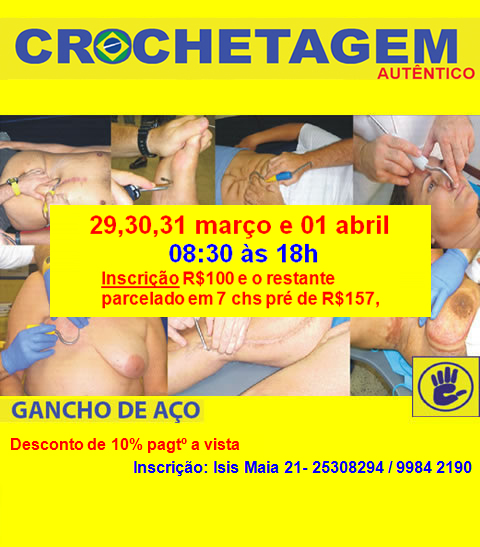 CROCHETAGEM
AUTÊNTICO
29,30,31 março e 01 abril
08:30 às 18h
Inscrição R$100 e o restante
parcelado em 7 chs pré de R$157,
GANCHO DE AÇO
Desconto de 10% pagtº a vista
Inscrição: Isis Maia 21- 25308294 / 9984 2190